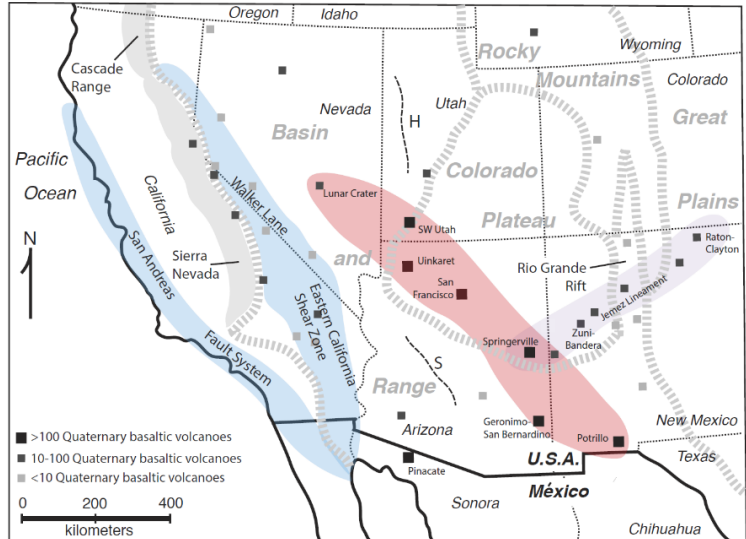 Oregon
Idaho
Rocky
Wyoming
Cascade
Range
Mountains
Colorado
Nevada
Utah
H
Great
Basin
Pacific
Ocean
Colorado
California
Walker Lane
Lunar Crater
Plateau
Plains
SW Utah
Raton-
Clayton
N
San Andreas
Sierra
Nevada
and
Uinkaret
Rio Grande
Rift
San
Francisco
Jemez Lineament
Eastern California
Shear Zone
Zuni-
Bandera
Fault System
Springerville
S
Range
>100 Quaternary basaltic volcanoes
10-100 Quaternary basaltic volcanoes
<10 Quaternary basaltic volcanoes
Arizona
Geronimo-
San Bernardino
Potrillo
New Mexico
Texas
Pinacate
U.S.A.
México
0 200 400
kilometers
Sonora
Chihuahua